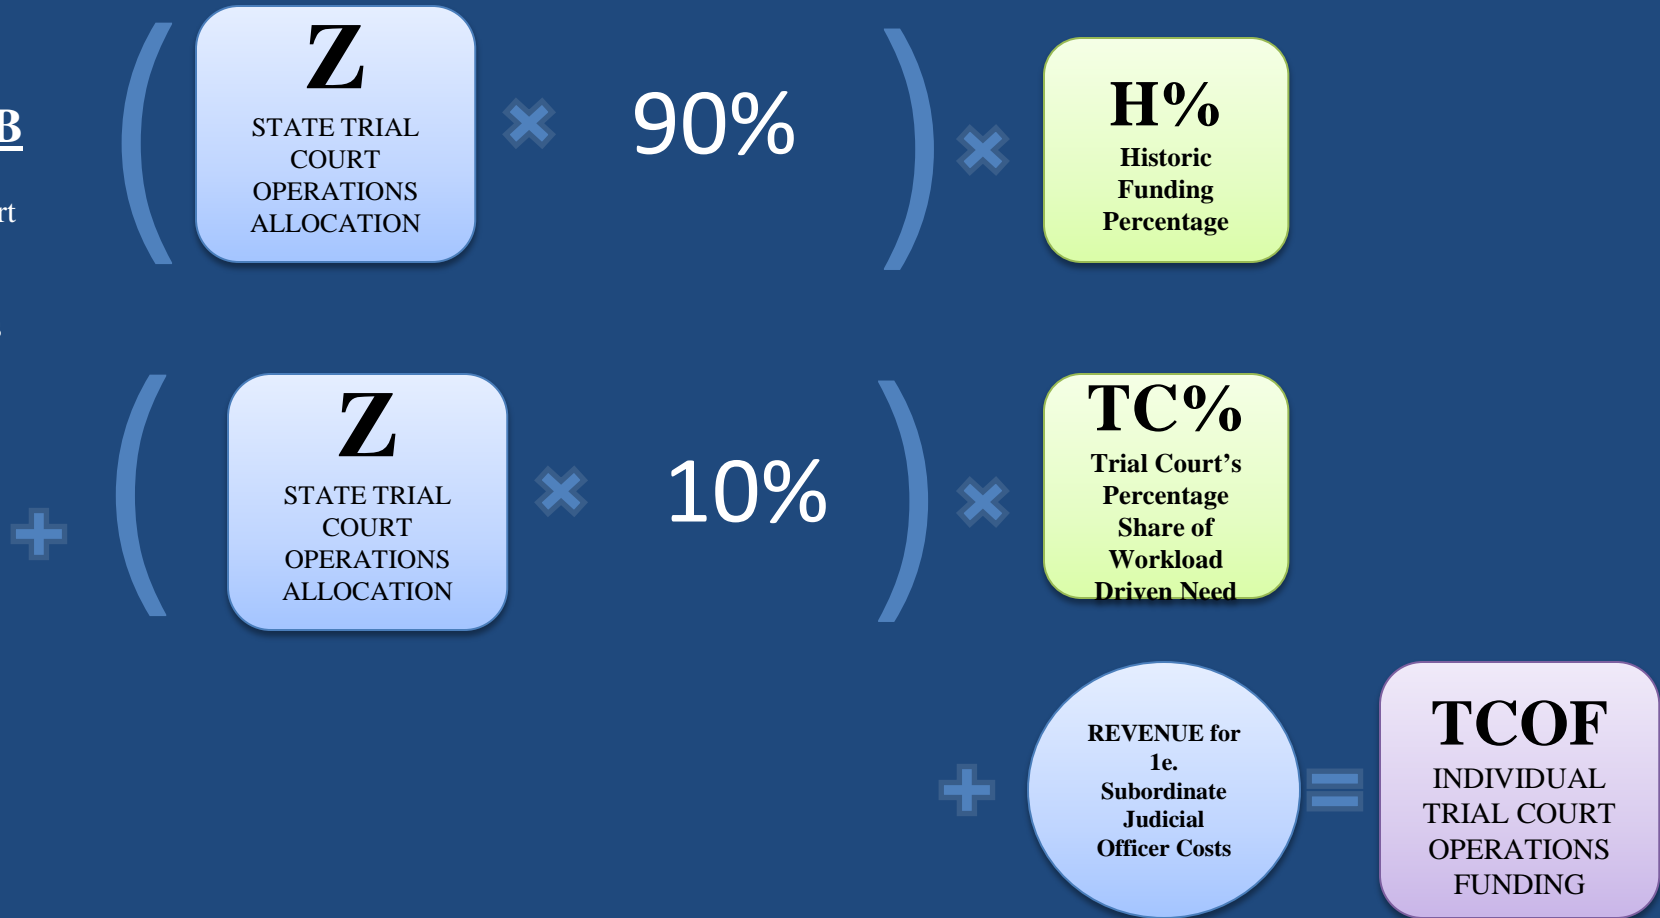 B
rt
Z
STATE TRIAL
COURT
OPERATIONS
ALLOCATION
90%
H%
Historic
Funding
Percentage
Z
STATE TRIAL
COURT
OPERATIONS
ALLOCATION
10%
TC%
Trial Court’s
Percentage
Share of
Workload
Driven Need
REVENUE for
1e.
Subordinate
Judicial
Officer Costs
TCOF
INDIVIDUAL
TRIAL COURT
OPERATIONS
FUNDING